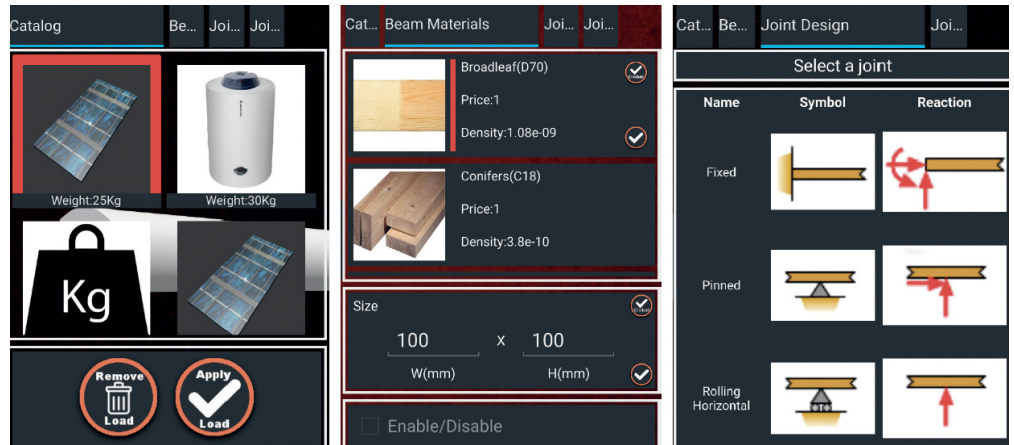 Catalog
Be...
Joi...
Joi...
Weight:25Kg
Weight:30Kg
Kg
Remove
Load
Apply
Load
Cat...
Beam Materials
Joi...
Joi...
Broadleaf(D70)
Global
Price:1
Density:1.08e-09
Conifers(C18)
Price:1
Density:3.8e-10
Size
Global
100 x 100
W(mm) H(mm)
Enable/Disable
Cat...
Be...
Joint Design
Joi...
Select a joint
Name Symbol Reaction
Fixed
Pinned
Rolling
Horizontal